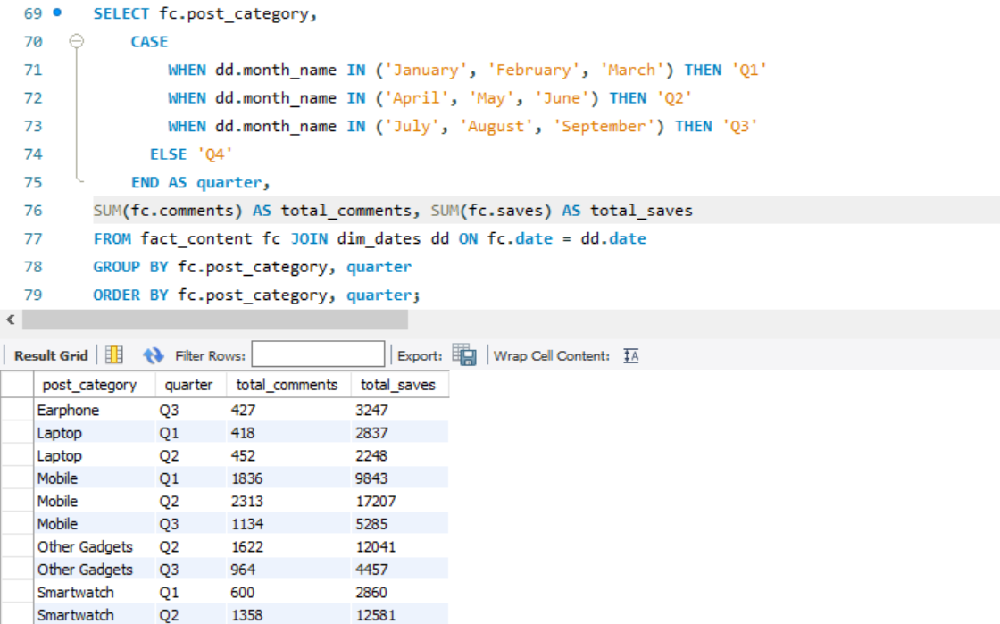 69 SELECT fc.post_category,
70 CASE
71 WHEN dd.month_name IN ('January', 'February', 'March') THEN 'Q1'
72 WHEN dd.month_name IN ('April', 'May', 'June') THEN 'Q2'
73 WHEN dd.month_name IN ('July', 'August', 'September') THEN 'Q3'
74 ELSE 'Q4'
75 END AS quarter,
76 SUM(fc.comments) AS total_comments, SUM(fc.saves) AS total_saves
77 FROM fact_content fc JOIN dim_dates dd ON fc.date = dd.date
78 GROUP BY fc.post_category, quarter
79 ORDER BY fc.post_category, quarter;
Result Grid Filter Rows: Export: Wrap Cell Content: IA
post_category quarter total_comments total_saves
Earphone Q3 427 3247
Laptop Q1 418 2837
Laptop Q2 452 2248
Mobile Q1 1836 9843
Mobile Q2 2313 17207
Mobile Q3 1134 5285
Other Gadgets Q2 1622 12041
Other Gadgets Q3 964 4457
Smartwatch Q1 600 2860
Smartwatch Q2 1358 12581